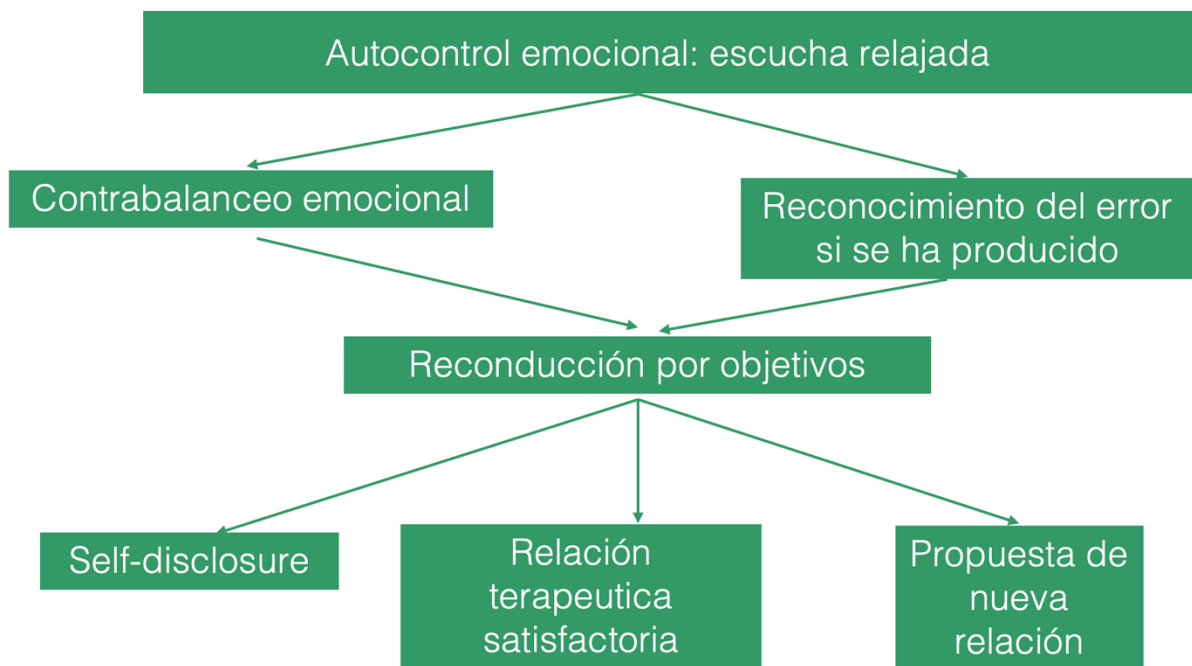 Autocontrol emocional: escucha relajada
Contrabalanceo emocional
Reconocimiento del error
si se ha producido
Reconducción por objetivos
Self-disclosure
Relación
terapeutica
satisfactoria
Propuesta de
nueva
relación